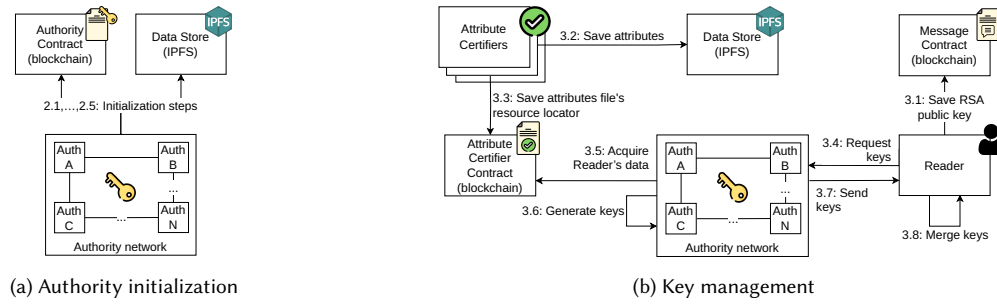 Authority
Contract
(blockchain)
IPFS
Data Store
(IPFS)
2.1,...,2.5: Initialization steps
Auth
A
Auth
B
...
Auth
C
...
Auth
N
Authority network
(a) Authority initialization
Attribute
Certifiers
3.2: Save attributes
IPFS
Data Store
(IPFS)
Message
Contract
(blockchain)
3.3: Save attributes file's
resource locator
3.1: Save RSA
public key
Attribute
Certifier
Contract
(blockchain)
3.5: Acquire
Reader's data
3.6: Generate keys
Auth
A
Auth
B
...
Auth
C
...
Auth
N
Authority network
3.4: Request
keys
3.7: Send
keys
Reader
3.8: Merge keys
(b) Key management